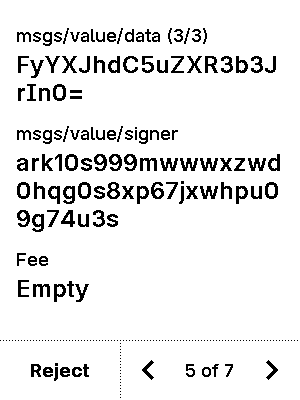 msgs/value/data (3/3)
FyYXJhdC5uZXR3b3J
rIn0=
msgs/value/signer
ark10s999mwwwxzwd
0hqg0s8xp67jxwhpu0
9g74u3s
Fee
Empty
Reject
5 of 7